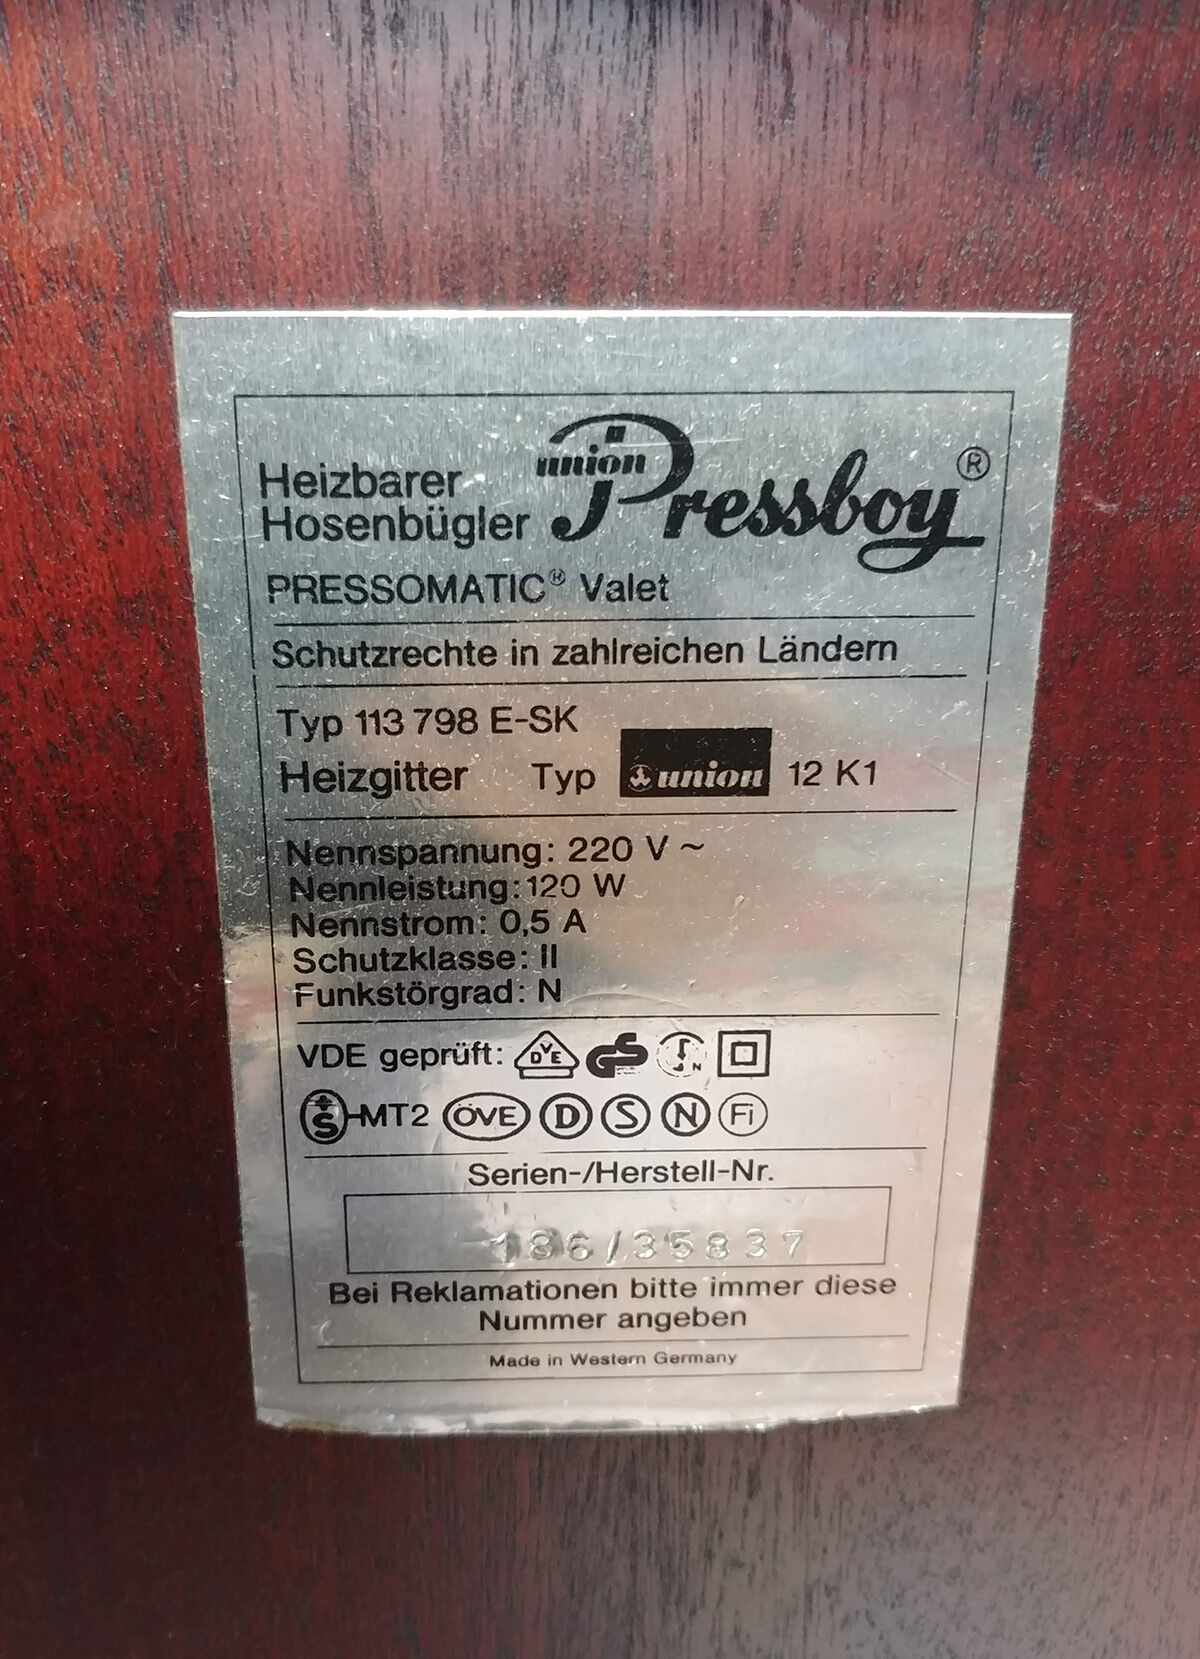 Heizbarer
Hosenbügler
union
Pressboy®
PRESSOMATIC® Valet
Schutzrechte in zahlreichen Ländern
Typ 113 798 E-SK
Heizgitter Typ union 12 K1
Nennspannung: 220 V ~
Nennleistung: 120 W
Nennstrom: 0,5 A
Schutzklasse: II
Funkstörgrad: N
VDE geprüft: DVE GS N
S-MT2 ÖVE D S N Fi
Serien-/Herstell-Nr.
186/35837
Bei Reklamationen bitte immer diese
Nummer angeben
Made in Western Germany